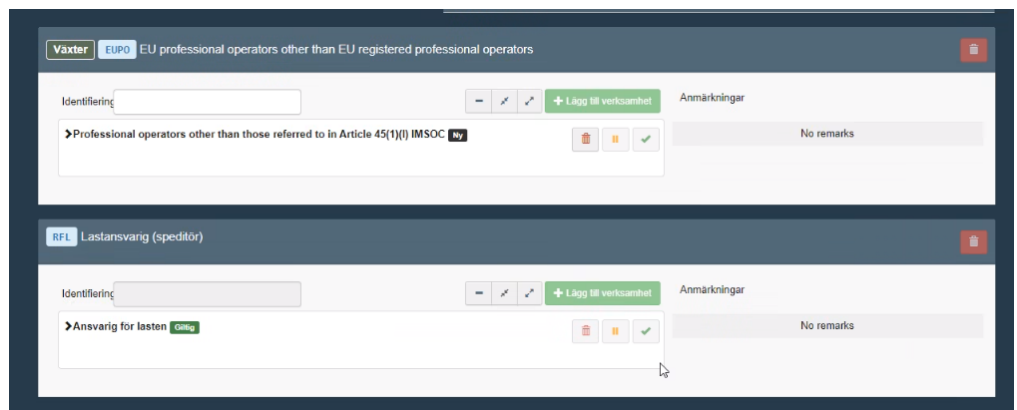 Växter EUPO EU professional operators other than EU registered professional operators
Identifiering Lägg till verksamhet Anmärkningar
Professional operators other than those referred to in Article 45(1)(l) IMSOC Ny No remarks
RFL Lastansvarig (speditör)
Identifiering Lägg till verksamhet Anmärkningar
Ansvarig för lasten Giltig No remarks